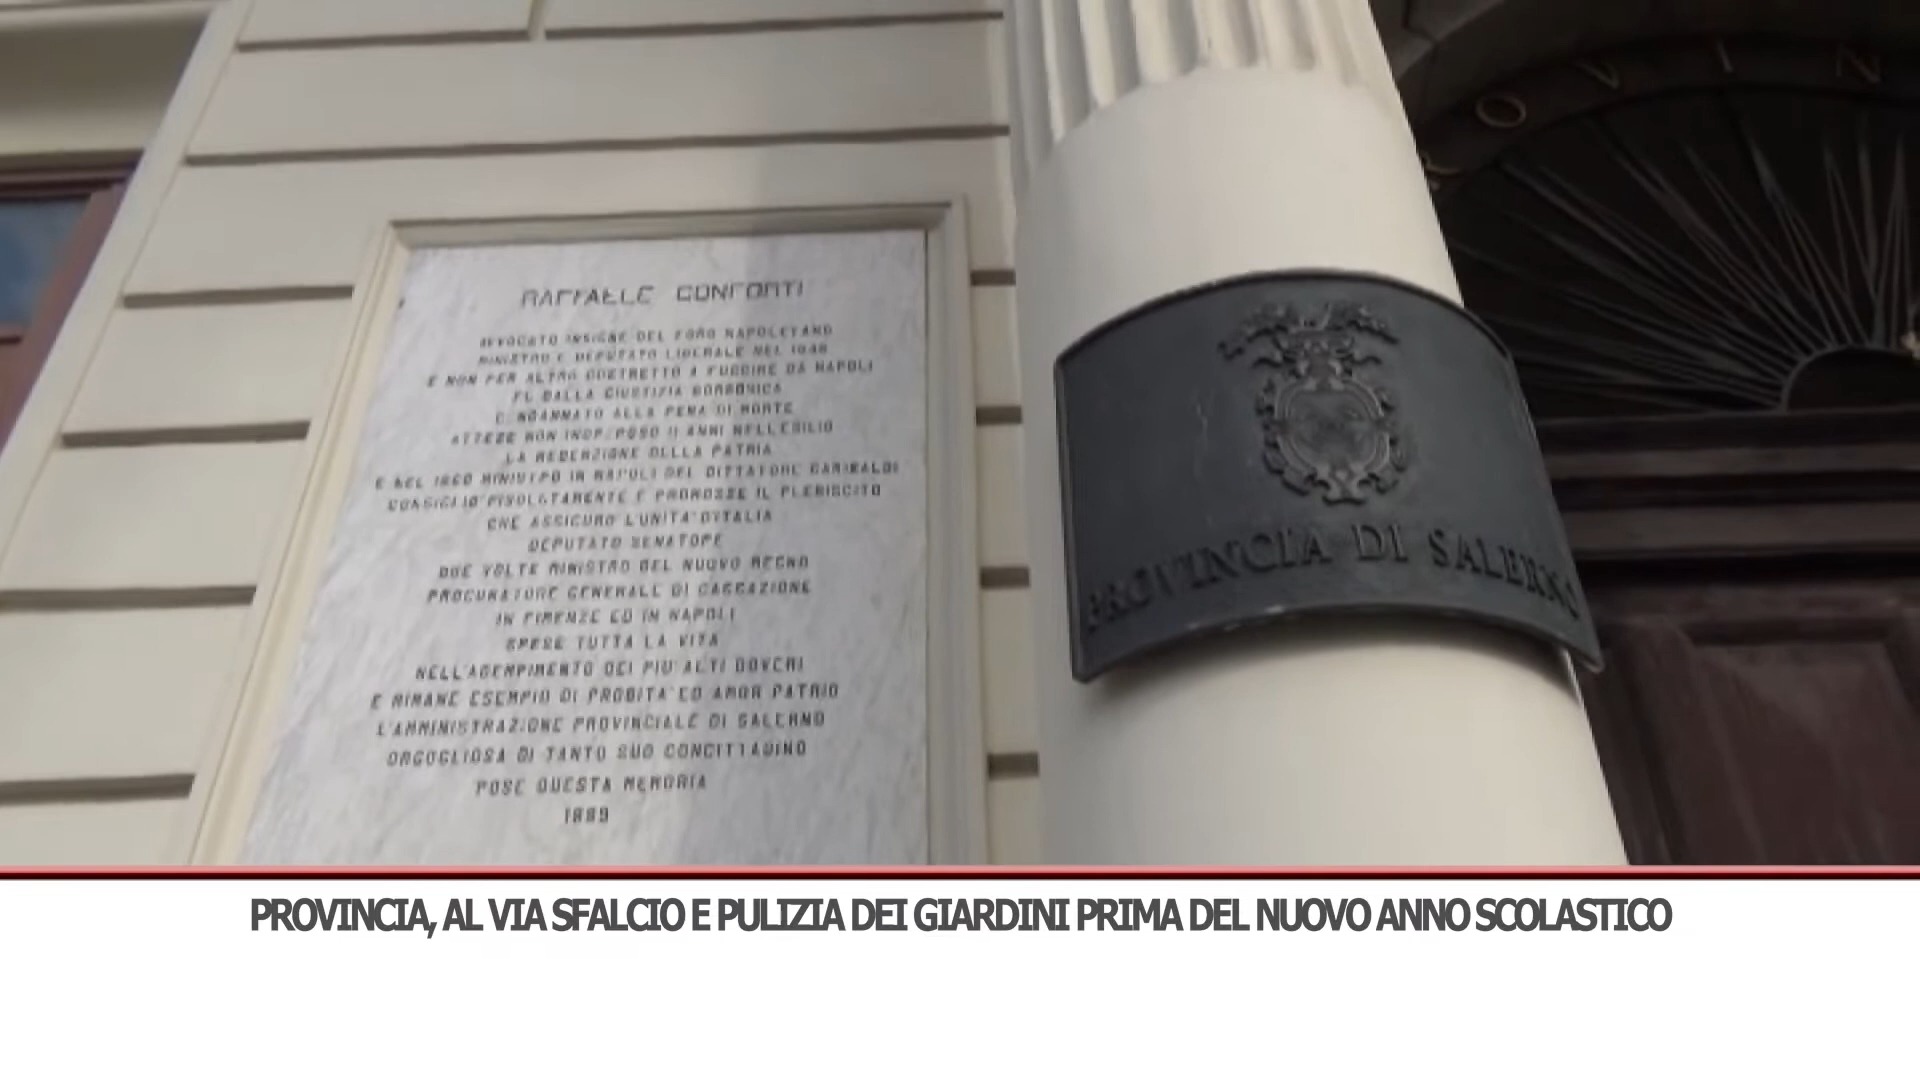 RAFFAELE CONFORTI
AVVOCATO INSIGNE DEL FORO NAPOLETANO
MINISTRO E DEPUTATO LIBERALE NEL 1848
E NON PER ALTRO COSTRETTO A FUGGIRE DA NAPOLI
DALLA GIUSTIZIA BORBONICA
CONDANNATO ALLA PENA DI MORTE
ATTESE NON INOPEROSO 11 ANNI NELL'ESILIO
LA REDENZIONE DELLA PATRIA
E NEL 1860 MINISTRO IN NAPOLI DEL DITTATORE GARIBALDI
CONSIGLIO' RISOLUTAMENTE E PROMOSSE IL PLEBISCITO
CHE ASSICURO L'UNITA' D'ITALIA
DEPUTATO SENATORE
DUE VOLTE MINISTRO DEL NUOVO REGNO
PROCURATORE GENERALE DI CASSAZIONE
IN FIRENZE ED IN NAPOLI
SPESE TUTTA LA VITA
NELL'ADEMPIMENTO DEI PIU' ALTI DOVERI
E RIMANE ESEMPIO DI PROBITA' ED AMOR PATRIO
L'AMMINISTRAZIONE PROVINCIALE DI SALERNO
ORGOGLIOSA DI TANTO SUO CONCITTADINO
POSE QUESTA MEMORIA
1889
PROVINCIA DI SALERNO
ROVIN
PROVINCIA, AL VIA SFALCIO E PULIZIA DEI GIARDINI PRIMA DEL NUOVO ANNO SCOLASTICO